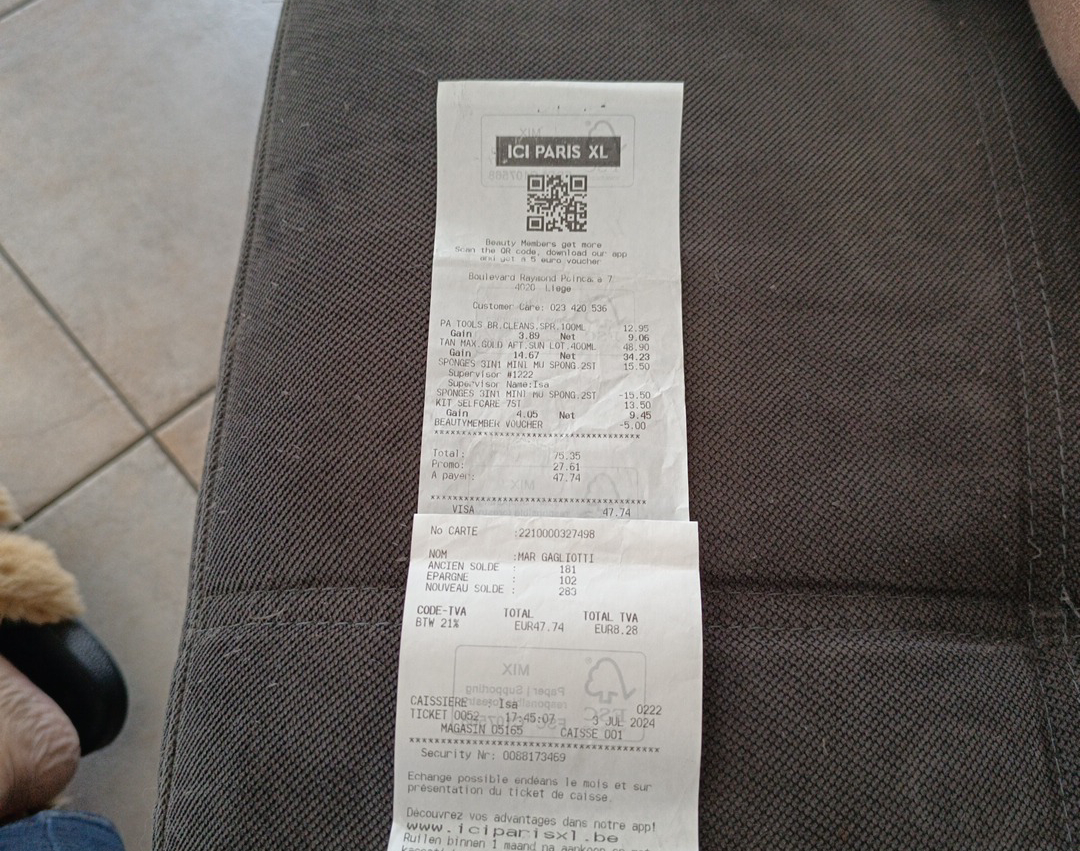 ICI PARIS XL
Beauty Members get more
Scan the QR code, download our app
and get a 5 euro voucher
Boulevard Raymond Poincaré 7
4020 Liege
Customer Care: 023 420 536
PA TOOLS BR.CLEANS.SPR.100ML 12.95
Gain 3.89 Net 9.06
TAN MAX.GOLD AFT.SUN LOT.400ML 48.90
Gain 14.67 Net 34.23
SPONGES 3IN1 MINI MU SPONG.2ST 15.50
Supervisor #1222
Supervisor Name:Isa
SPONGES 3IN1 MINI MU SPONG.2ST -15.50
KIT SELFCARE 7ST 13.50
Gain 4.05 Net 9.45
BEAUTYMEMBER VOUCHER -5.00
****************************************
Total: 75.35
Promo: 27.61
A payer: 47.74
****************************************
VISA 47.74
No CARTE :2210000327498
NOM :MAR GAGLIOTTI
ANCIEN SOLDE : 181
EPARGNE : 102
NOUVEAU SOLDE : 283
CODE-TVA TOTAL TOTAL TVA
BTW 21% EUR47.74 EUR8.28
CAISSIERE Isa 0222
TICKET 0052 17:45:07 3 JUL 2024
MAGASIN 05165 CAISSE 001
****************************************
Security Nr: 0068173469
Echange possible endéans le mois et sur
présentation du ticket de caisse.
Découvrez vos avantages dans notre app!
www.iciparisxl.be
Ruilen binnen 1 maand na aankoop en met